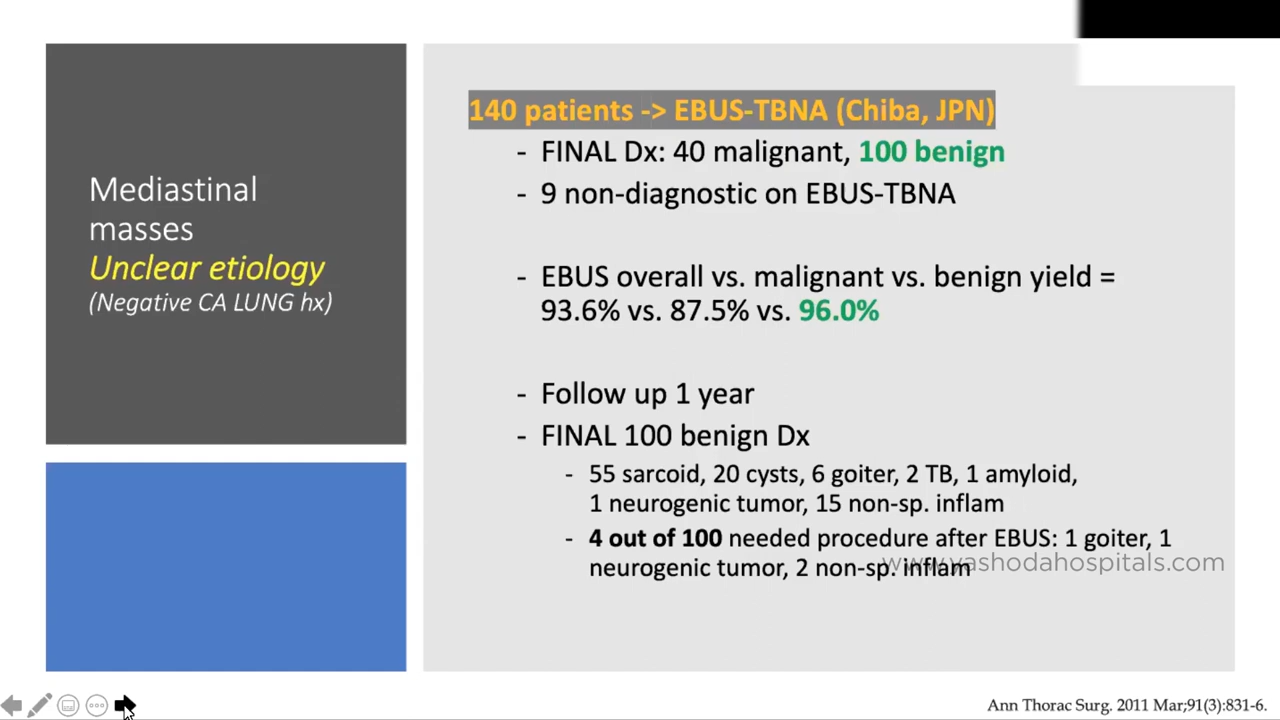 Mediastinal
masses
Unclear etiology
(Negative CA LUNG hx)
140 patients -> EBUS-TBNA (Chiba, JPN)
- FINAL Dx: 40 malignant, 100 benign
- 9 non-diagnostic on EBUS-TBNA
- EBUS overall vs. malignant vs. benign yield =
93.6% vs. 87.5% vs. 96.0%
- Follow up 1 year
- FINAL 100 benign Dx
- 55 sarcoid, 20 cysts, 6 goiter, 2 TB, 1 amyloid,
1 neurogenic tumor, 15 non-sp. inflam
- 4 out of 100 needed procedure after EBUS: 1 goiter, 1
neurogenic tumor, 2 non-sp. inflam
www.yashodahospitals.com
Ann Thorac Surg. 2011 Mar;91(3):831-6.